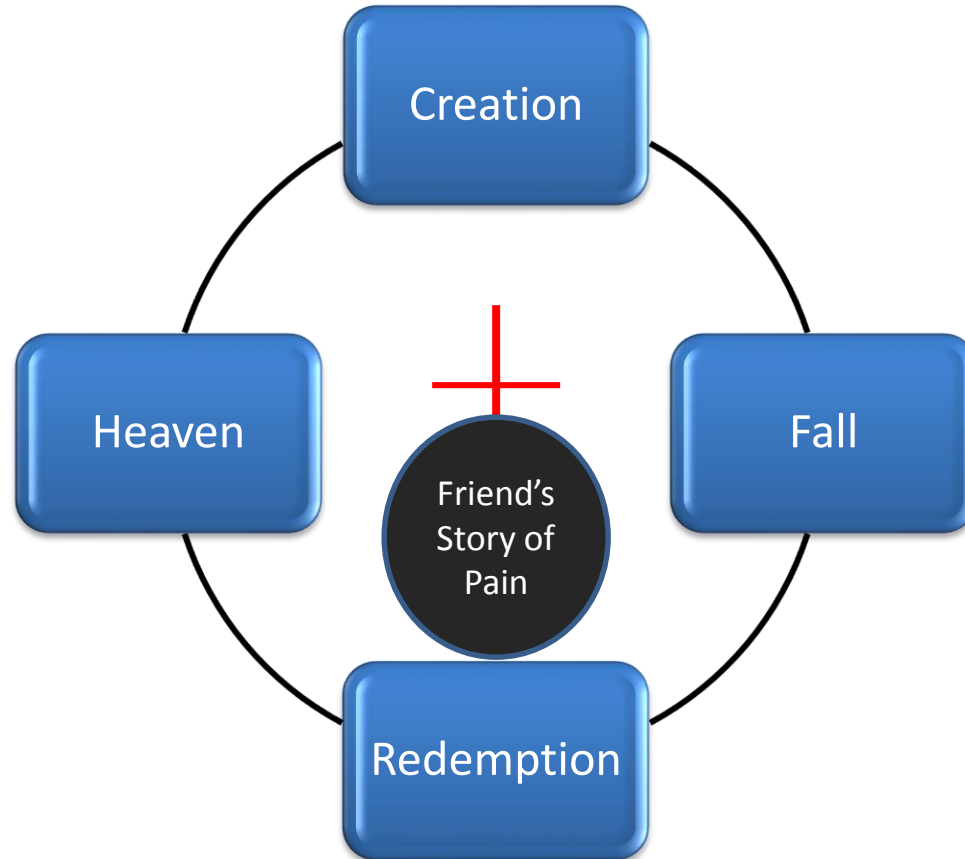 Creation
Heaven
Fall
Friend’s
Story of
Pain
Redemption